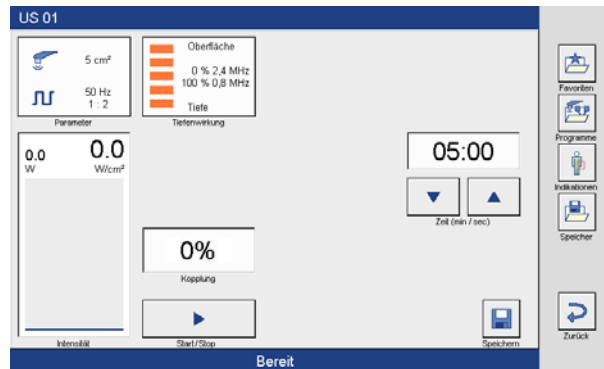 US 01
5 cm²
50 Hz
1 : 2
Parameter
Oberfläche
0 % 2,4 MHz
100 % 0,8 MHz
Tiefe
Tiefenwirkung
0.0
W
0.0
W/cm²
Intensität
0%
Kopplung
Start/Stop
05:00
Zeit (min / sec)
Speichern
Favoriten
Programme
Indikationen
Speicher
Zurück
Bereit